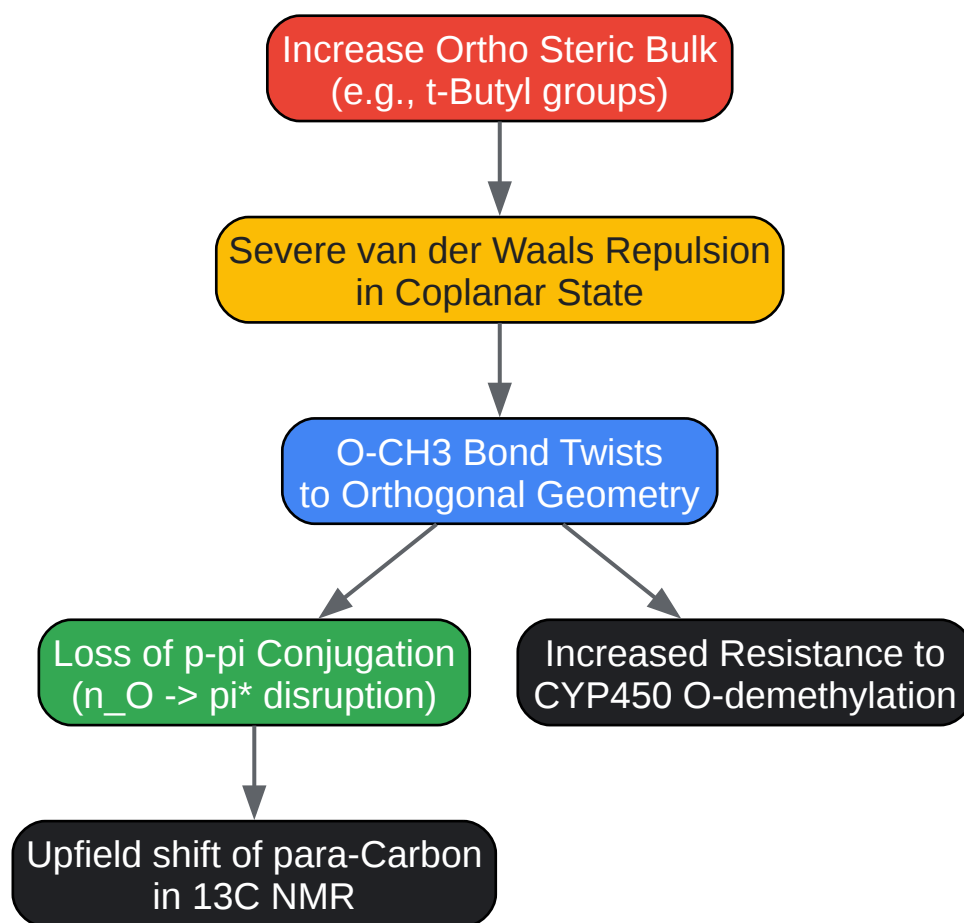 Increase Ortho Steric Bulk
(e.g., t-Butyl groups)
Severe van der Waals Repulsion
in Coplanar State
O-CH3 Bond Twists
to Orthogonal Geometry
Loss of p-pi Conjugation
(n_O -> pi* disruption)
Increased Resistance to
CYP450 O-demethylation
Upfield shift of para-Carbon
in 13C NMR